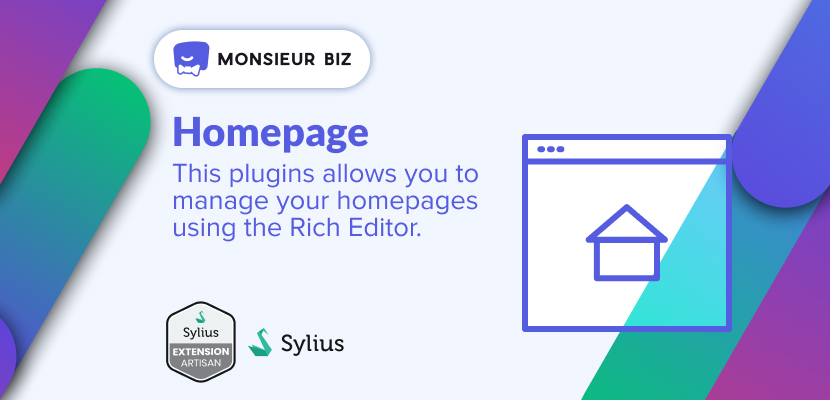 MONSIEUR BIZ
Homepage
This plugins allows you to
manage your homepages
using the Rich Editor.
Sylius
EXTENSION
ARTISAN
Sylius